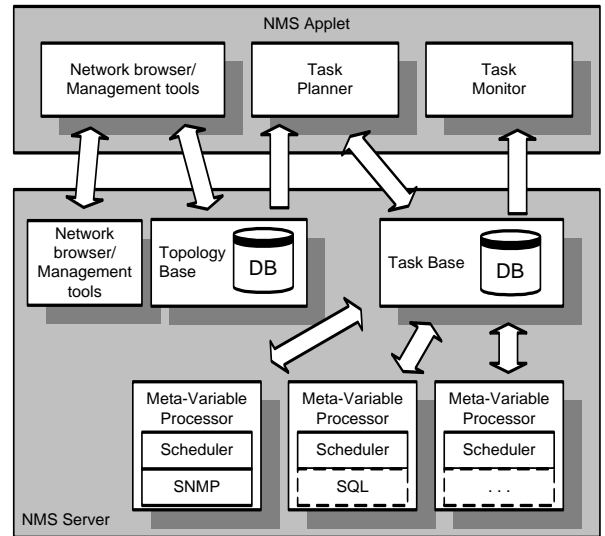 NMS Applet
Network browser/
Management tools
Task
Planner
Task
Monitor
Network
browser/
Management
tools
Topology
Base
DB
Task Base
DB
Meta-Variable
Processor
Scheduler
SNMP
Meta-Variable
Processor
Scheduler
SQL
Meta-Variable
Processor
Scheduler
. . .
NMS Server